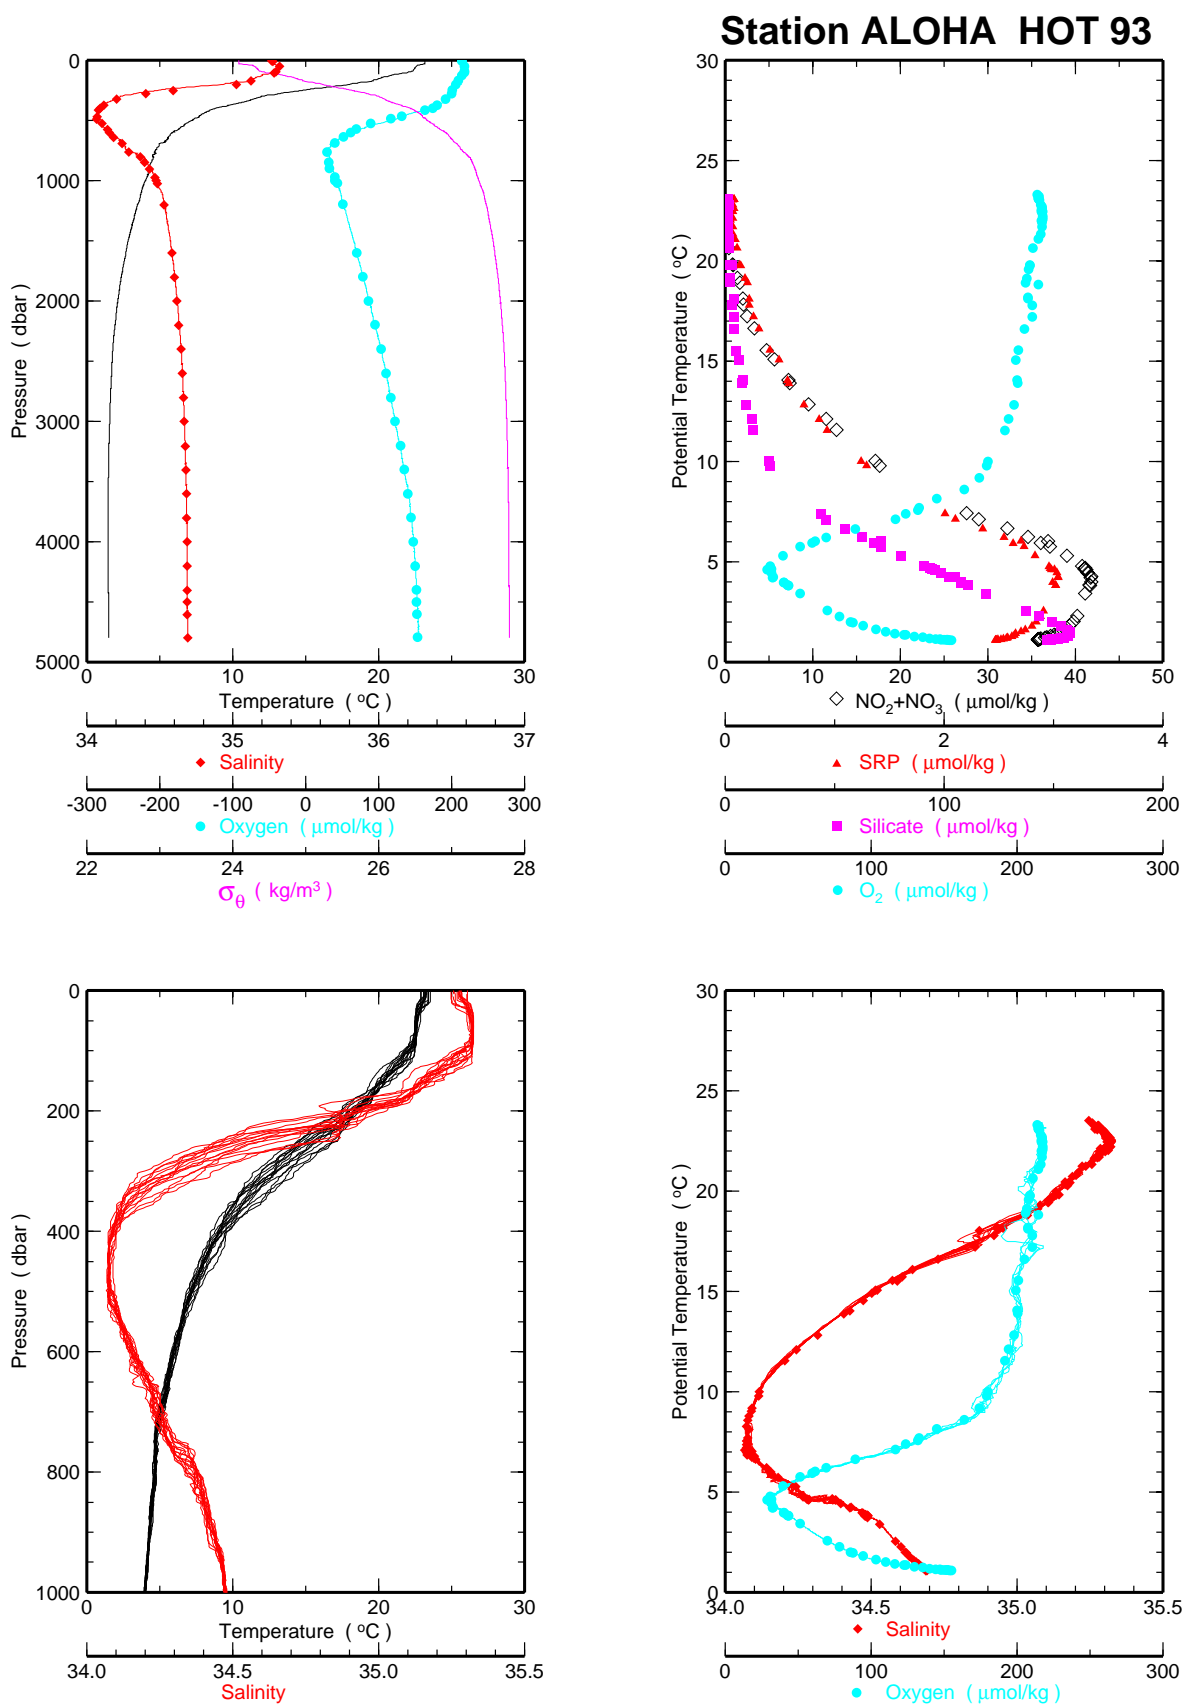 Station ALOHA HOT 93
0
1000
2000
3000
4000
5000
Pressure ( dbar)
0 10 20 30
Temperature ( °C)
34 35 36 37
Salinity
-300 -200 -100 0 100 200 300
Oxygen ( μmol/kg)
22 24 26 28
σθ ( kg/m³)
30
25
20
15
10
5
0
Potential Temperature ( °C)
0 10 20 30 40 50
NO₂+NO₃ ( μmol/kg)
0 2 4
SRP ( μmol/kg)
0 100 200
Silicate ( μmol/kg)
0 100 200 300
O₂ ( μmol/kg)
0
200
400
600
800
1000
Pressure ( dbar)
0 10 20 30
Temperature ( °C)
34.0 34.5 35.0 35.5
Salinity
30
25
20
15
10
5
0
Potential Temperature ( °C)
34.0 34.5 35.0 35.5
Salinity
0 100 200 300
Oxygen ( μmol/kg)